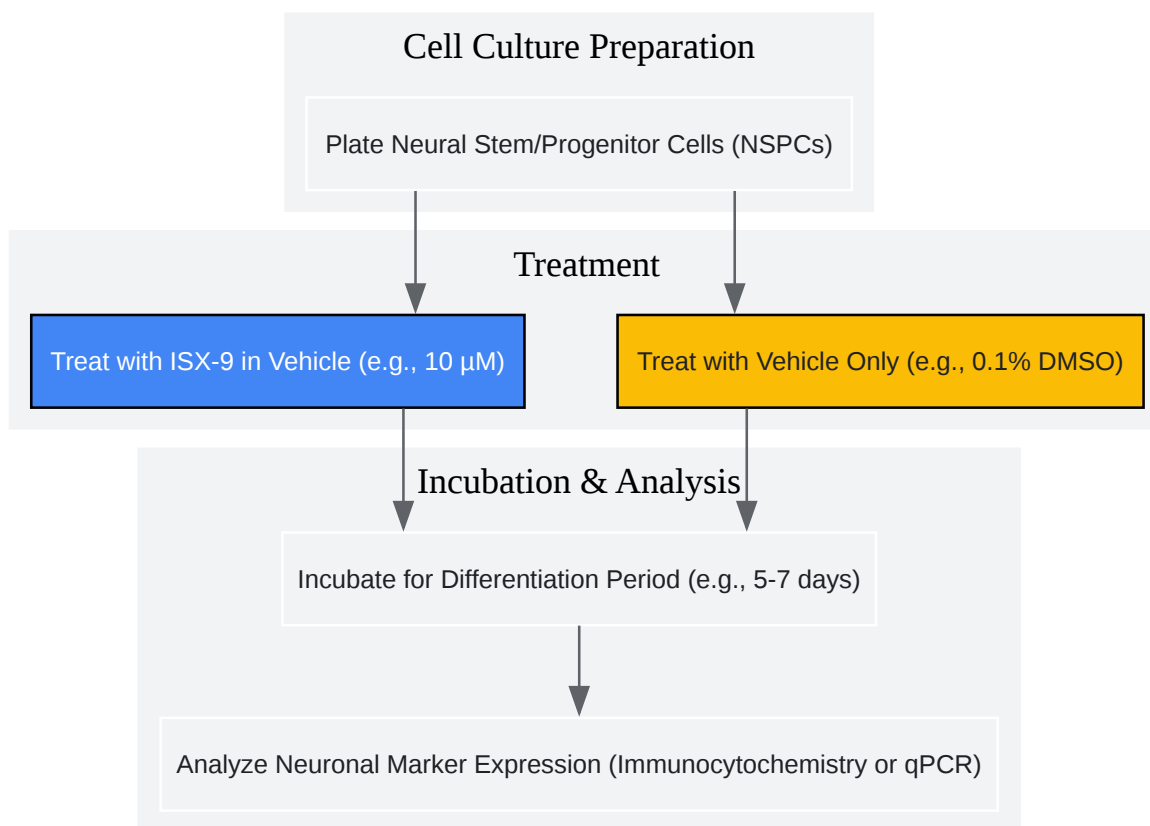 Cell Culture Preparation
Plate Neural Stem/Progenitor Cells (NSPCs)
Treatment
Treat with ISX-9 in Vehicle (e.g., 10 µM)
Treat with Vehicle Only (e.g., 0.1% DMSO)
Incubation & Analysis
Incubate for Differentiation Period (e.g., 5-7 days)
Analyze Neuronal Marker Expression (Immunocytochemistry or qPCR)